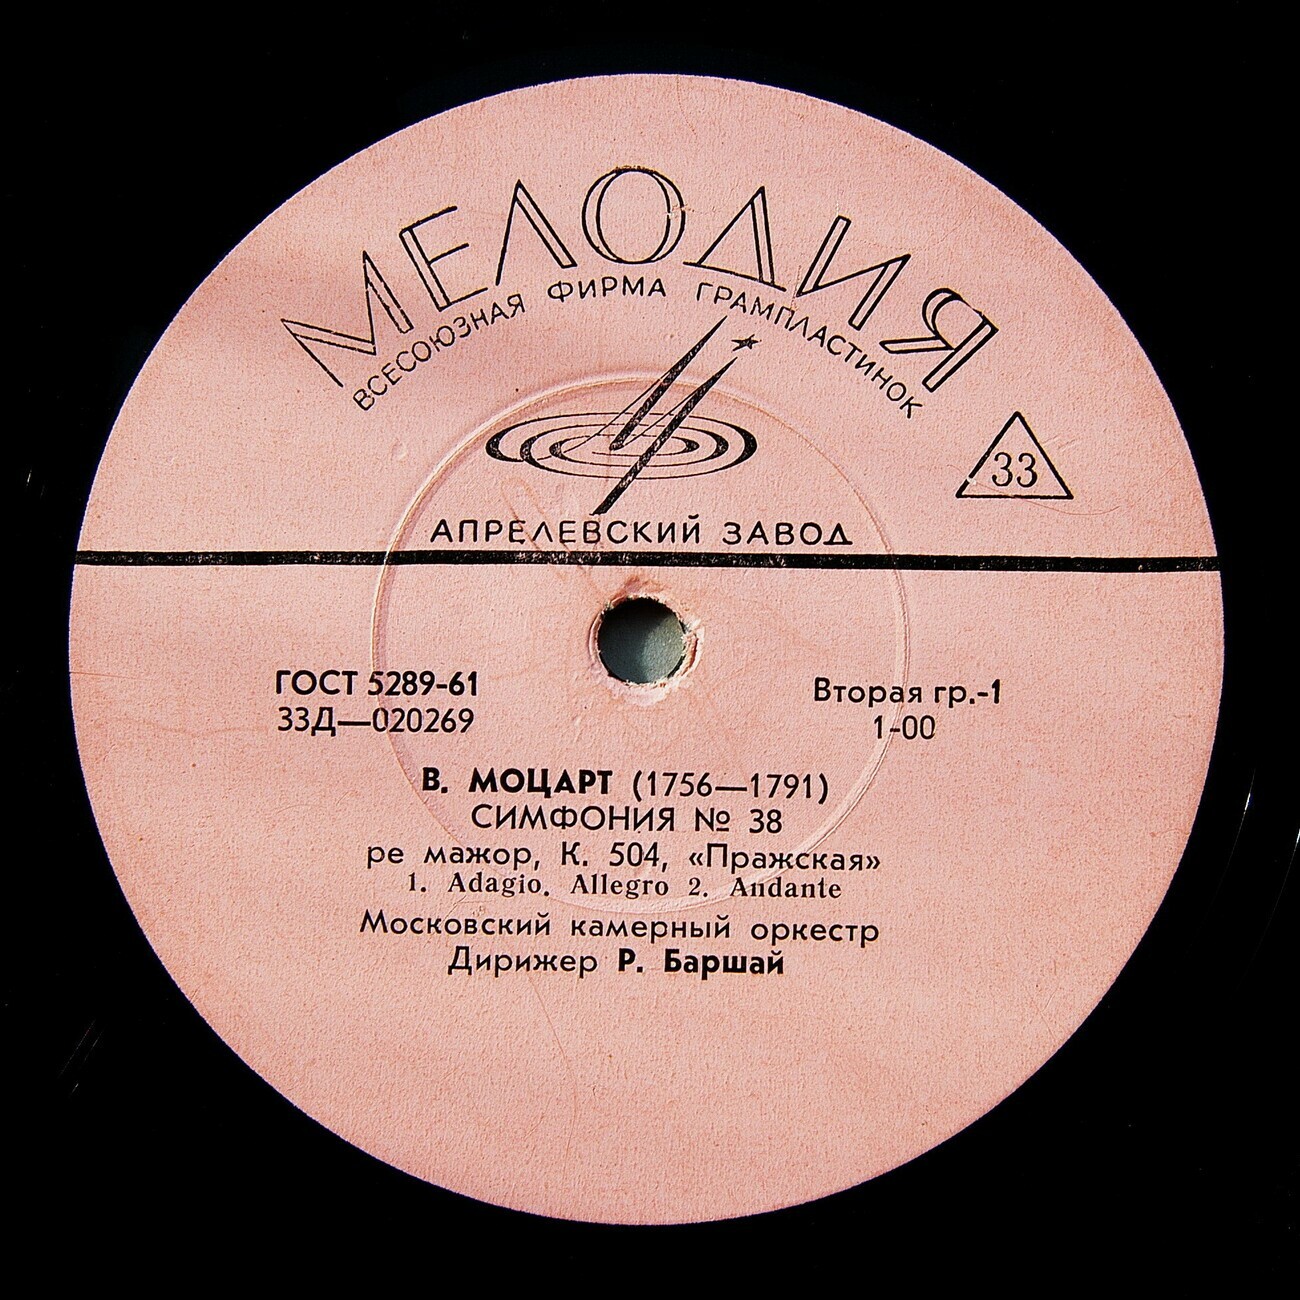 МЕЛОДИЯ
ВСЕСОЮЗНАЯ ФИРМА ГРАМПЛАСТИНОК
33
АПРЕЛЕВСКИЙ ЗАВОД
ГОСТ 5289-61
33Д—020269
Вторая гр.-1
1-00
В. МОЦАРТ (1756—1791)
СИМФОНИЯ № 38
ре мажор, К. 504, «Пражская»
1. Adagio. Allegro 2. Andante
Московский камерный оркестр
Дирижер Р. Баршай